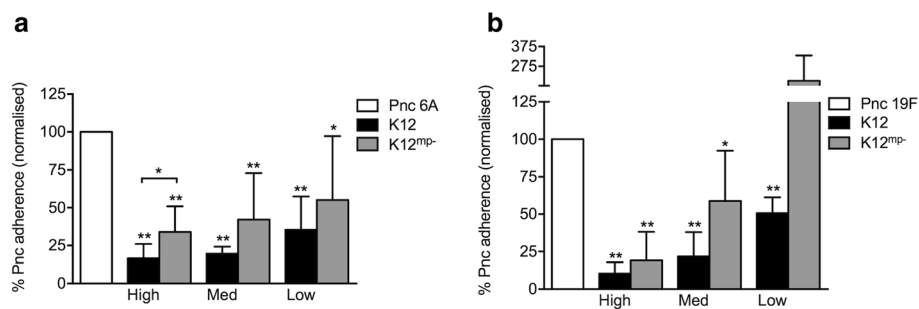 a
% Pnc adherence (normalised)
125
100
75
50
25
0
**
**
*
**
**
**
*
High
Med
Low
Pnc 6A
K12
K12mp-
b
% Pnc adherence (normalised)
375
275
125
100
75
50
25
0
**
**
**
*
**
High
Med
Low
Pnc 19F
K12
K12mp-